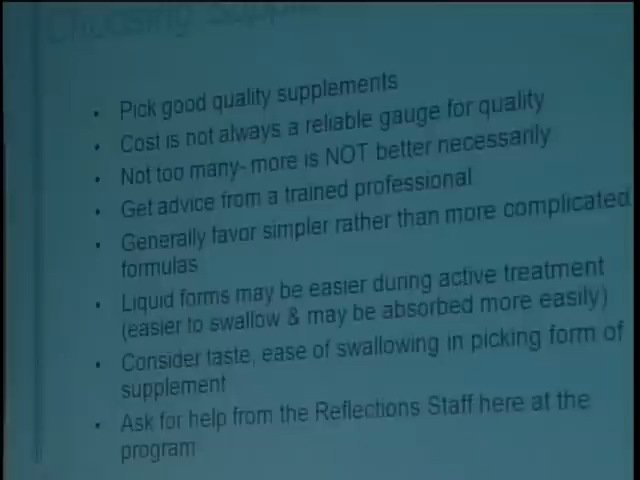 Choosing
• Pick good quality supplements
• Cost is not always a reliable gauge for quality
• Not too many- more is NOT better necessarily
• Get advice from a trained professional
• Generally favor simpler rather than more complicated
formulas
• Liquid forms may be easier during active treatment
(easier to swallow & may be absorbed more easily)
• Consider taste, ease of swallowing in picking form of
supplement
• Ask for help from the Reflections Staff here at the
program